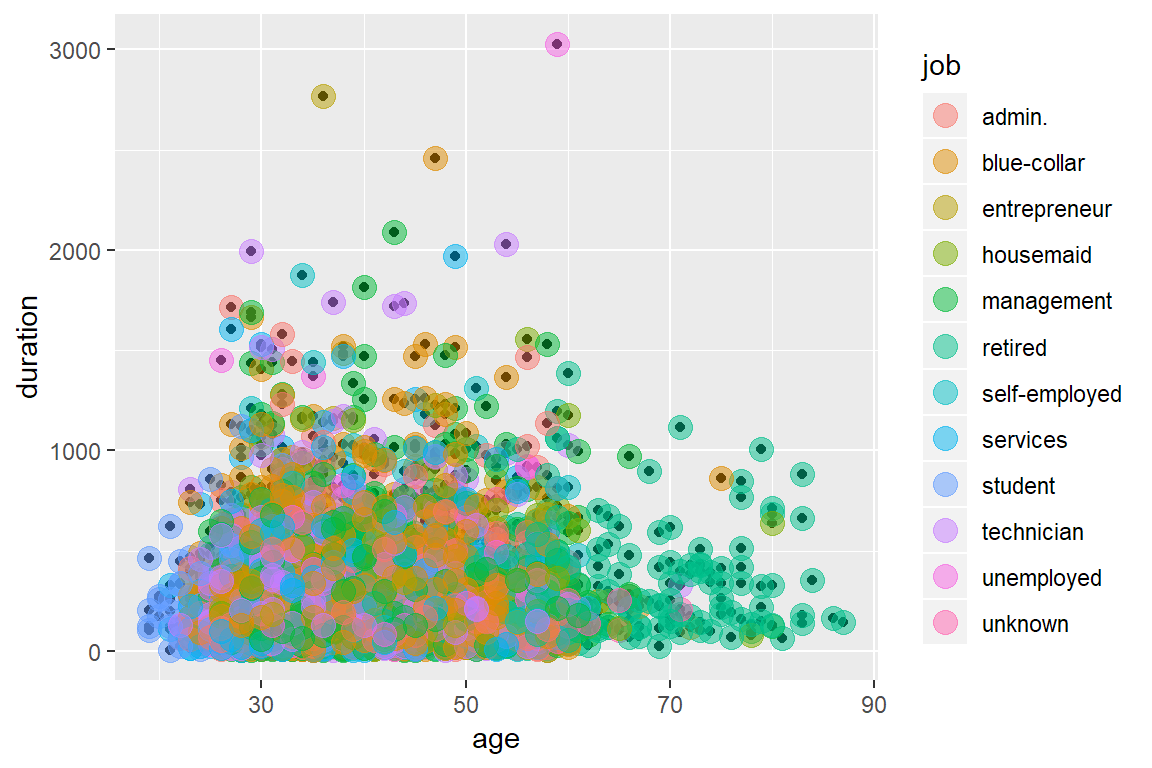 job
admin.
blue-collar
entrepreneur
housemaid
management
retired
self-employed
services
student
technician
unemployed
unknown
duration
3000
2000
1000
0
30
50
70
90
age